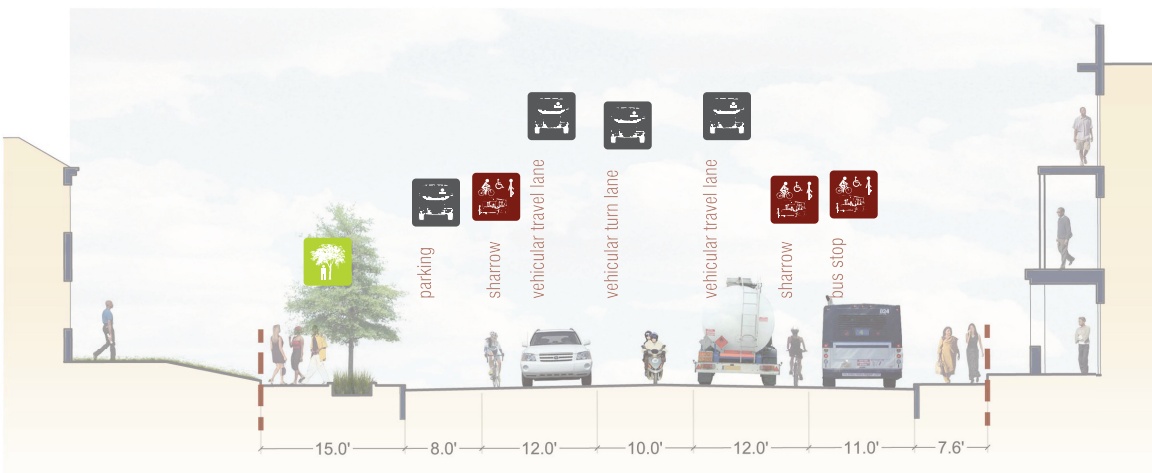 parking
sharrow
vehicular travel lane
vehicular turn lane
vehicular travel lane
sharrow
bus stop
15.0'
8.0'
12.0'
10.0'
12.0'
11.0'
7.6'